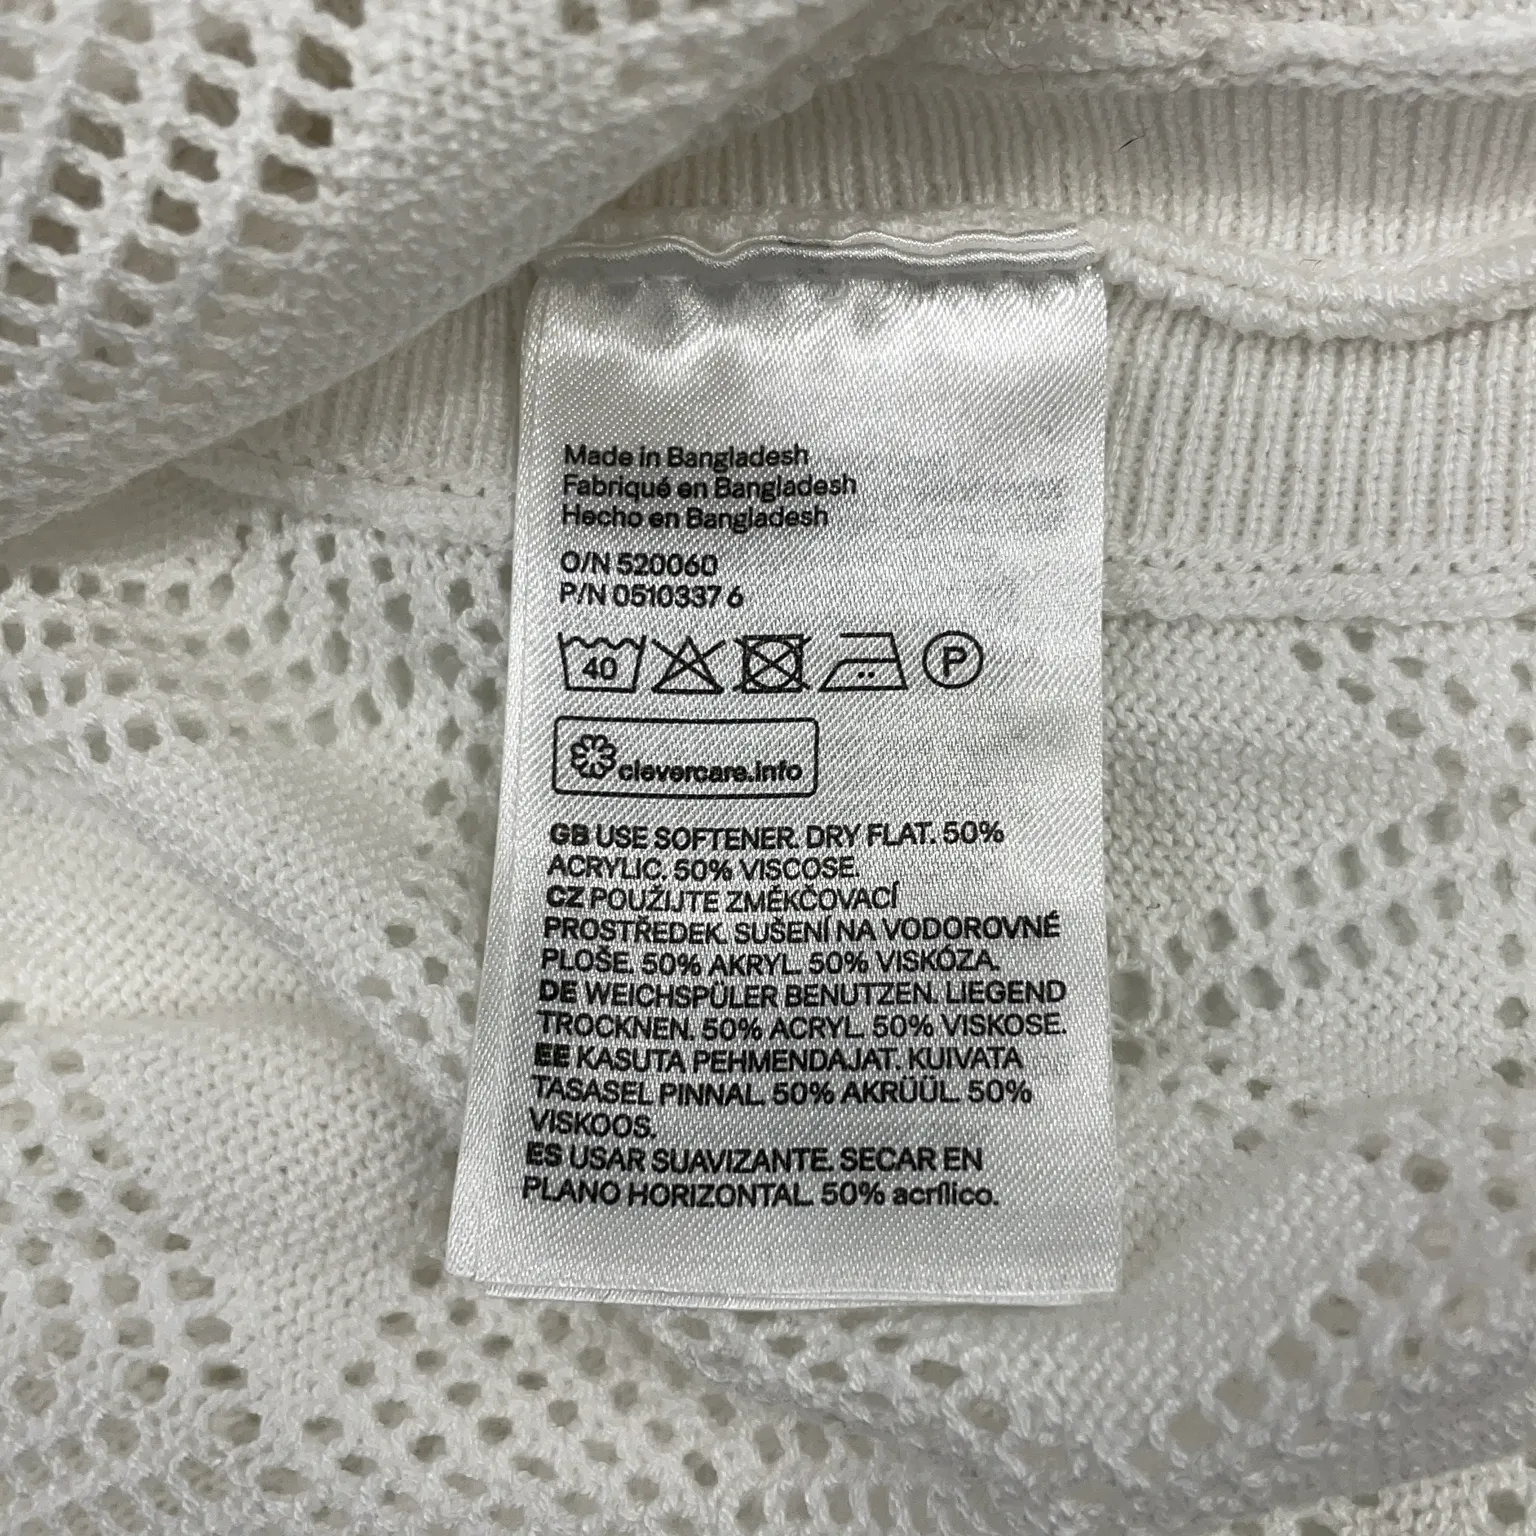 Made in Bangladesh
Fabriqué en Bangladesh
Hecho en Bangladesh
O/N 520060
P/N 0510337 6
40 P
clevercare.info
GB USE SOFTENER. DRY FLAT. 50%
ACRYLIC. 50% VISCOSE.
CZ POUŽIJTE ZMĚKČOVACÍ
PROSTŘEDEK. SUŠENÍ NA VODOROVNÉ
PLOŠE. 50% AKRYL. 50% VISKÓZA.
DE WEICHSPÜLER BENUTZEN. LIEGEND
TROCKNEN. 50% ACRYL. 50% VISKOSE.
EE KASUTA PEHMENDAJAT. KUIVATA
TASASEL PINNAL. 50% AKRÜÜL. 50%
VISKOOS.
ES USAR SUAVIZANTE. SECAR EN
PLANO HORIZONTAL. 50% acrílico.